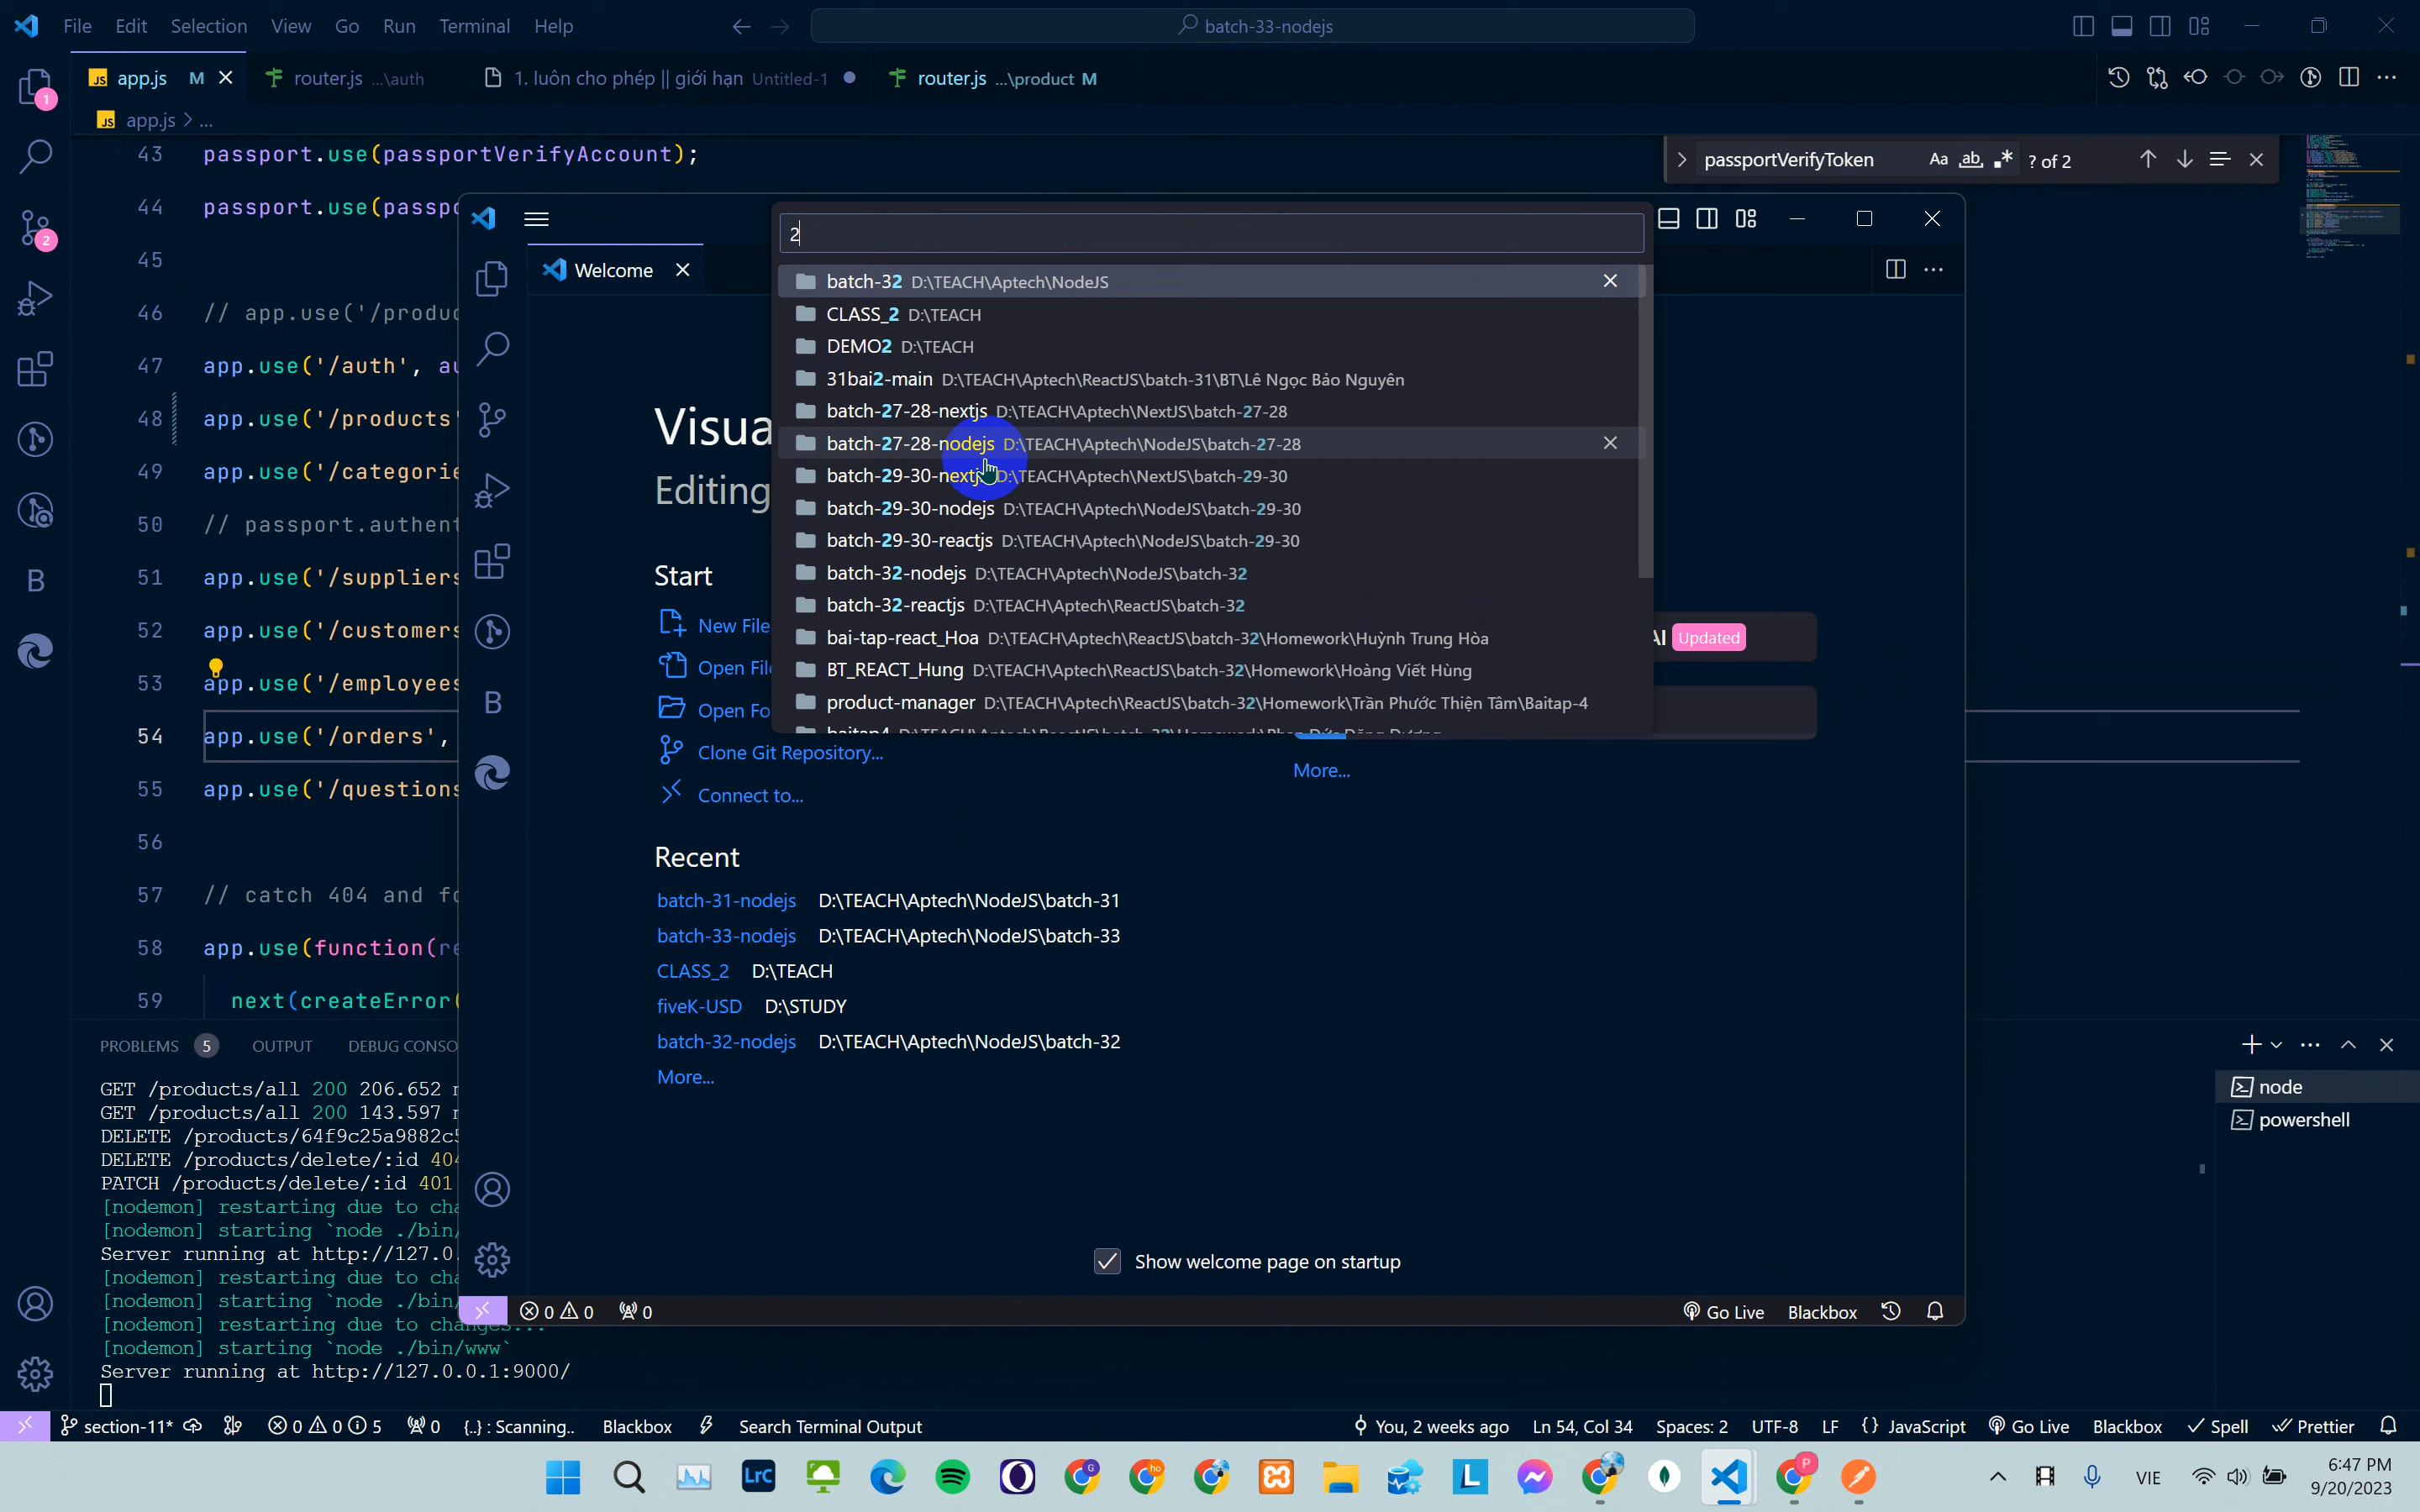 File Edit Selection View Go Run Terminal Help
batch-33-nodejs
JS app.js M
router.js ...\auth
1. luôn cho phép || giới hạn Untitled-1
router.js ...\product M
JS app.js > ...
passportVerifyToken Aa ab ? of 2
43 passport.use(passportVerifyAccount);
44 passport.use(passp
45
46 // app.use('/produc
47 app.use('/auth', au
48 app.use('/products'
49 app.use('/categorie
50 // passport.authent
51 app.use('/suppliers
52 app.use('/customers
53 app.use('/employees
54 app.use('/orders',
55 app.use('/questions
56
57 // catch 404 and fo
58 app.use(function(re
59 next(createError(
1
2
B
Welcome
2
batch-32 D:\TEACH\Aptech\NodeJS
CLASS_2 D:\TEACH
DEMO2 D:\TEACH
31bai2-main D:\TEACH\Aptech\ReactJS\batch-31\BT\Lê Ngọc Bảo Nguyên
batch-27-28-nextjs D:\TEACH\Aptech\NextJS\batch-27-28
batch-27-28-nodejs D:\TEACH\Aptech\NodeJS\batch-27-28
batch-29-30-nextjs D:\TEACH\Aptech\NextJS\batch-29-30
batch-29-30-nodejs D:\TEACH\Aptech\NodeJS\batch-29-30
batch-29-30-reactjs D:\TEACH\Aptech\NodeJS\batch-29-30
batch-32-nodejs D:\TEACH\Aptech\NodeJS\batch-32
batch-32-reactjs D:\TEACH\Aptech\ReactJS\batch-32
bai-tap-react_Hoa D:\TEACH\Aptech\ReactJS\batch-32\Homework\Huỳnh Trung Hòa
BT_REACT_Hung D:\TEACH\Aptech\ReactJS\batch-32\Homework\Hoàng Viết Hùng
product-manager D:\TEACH\Aptech\ReactJS\batch-32\Homework\Trần Phước Thiện Tâm\Baitap-4
Visua
Editing
Start
New File
Open File
Open Fo
Clone Git Repository...
Connect to...
AI Updated
More...
Recent
batch-31-nodejs D:\TEACH\Aptech\NodeJS\batch-31
batch-33-nodejs D:\TEACH\Aptech\NodeJS\batch-33
CLASS_2 D:\TEACH
fiveK-USD D:\STUDY
batch-32-nodejs D:\TEACH\Aptech\NodeJS\batch-32
More...
B
Show welcome page on startup
0 0 0
Go Live Blackbox
PROBLEMS 5 OUTPUT DEBUG CONSO
GET /products/all 200 206.652 m
GET /products/all 200 143.597 m
DELETE /products/64f9c25a9882c5
DELETE /products/delete/:id 404
PATCH /products/delete/:id 401
[nodemon] restarting due to cha
[nodemon] starting `node ./bin/
Server running at http://127.0.
[nodemon] restarting due to cha
[nodemon] starting `node ./bin/
[nodemon] restarting due to changes...
[nodemon] starting `node ./bin/www`
Server running at http://127.0.0.1:9000/
node
powershell
section-11* 0 0 5 0 {..} : Scanning.. Blackbox Search Terminal Output
You, 2 weeks ago Ln 54, Col 34 Spaces: 2 UTF-8 LF {} JavaScript Go Live Blackbox Spell Prettier
LrC G ho L P
VIE
6:47 PM
9/20/2023